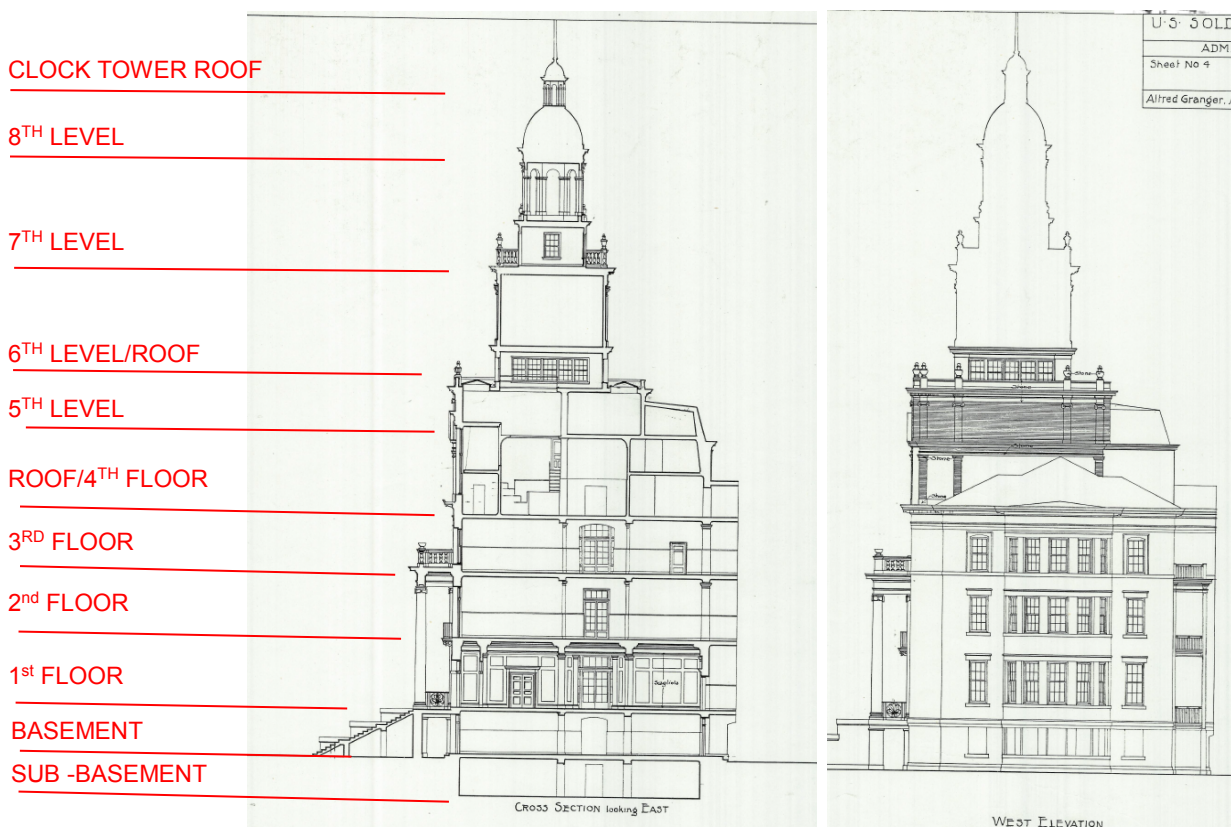 CLOCK TOWER ROOF
8TH LEVEL
7TH LEVEL
6TH LEVEL/ROOF
5TH LEVEL
ROOF/4TH FLOOR
3RD FLOOR
2nd FLOOR
1st FLOOR
BASEMENT
SUB -BASEMENT
CROSS SECTION looking EAST
U·S· SOLD
ADM
Sheet No 4
Alfred Granger, A
Stone
Stone
Stone
Stone
Stone
WEST ELEVATION